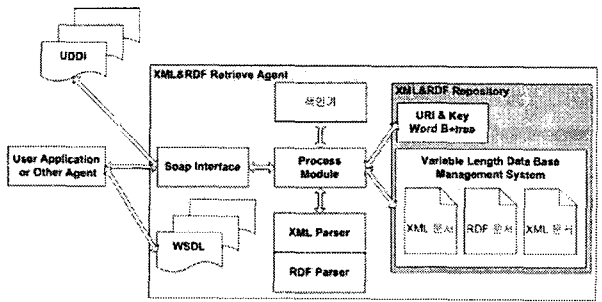 UDDI
XML&RDF Retrieve Agent
색인기
XML&RDF Repository
URI & Key
Word B+tree
User Application
or Other Agent
Soap Interface
Process
Module
Variable Length Data Base
Management System
XML 문서
RDF 문서
XML 문서
WSDL
XML Parser
RDF Parser